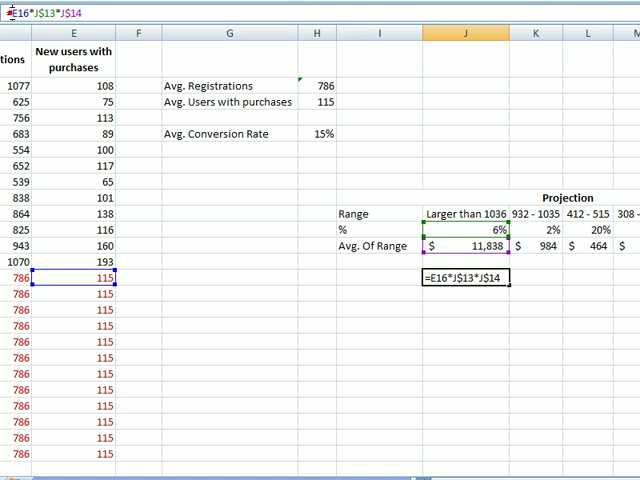 =E16*J$13*J$14
E F G H I J K L M
tions New users with
purchases
1077 108 Avg. Registrations 786
625 75 Avg. Users with purchases 115
756 113
683 89 Avg. Conversion Rate 15%
554 100
652 117
539 65
838 101 Projection
864 138 Range Larger than 1036 932 - 1035 412 - 515 308 -
825 116 % 6% 2% 20%
943 160 Avg. Of Range $ 11,838 $ 984 $ 464 $
1070 193
786 115 =E16*J$13*J$14
786 115
786 115
786 115
786 115
786 115
786 115
786 115
786 115
786 115
786 115
786 115